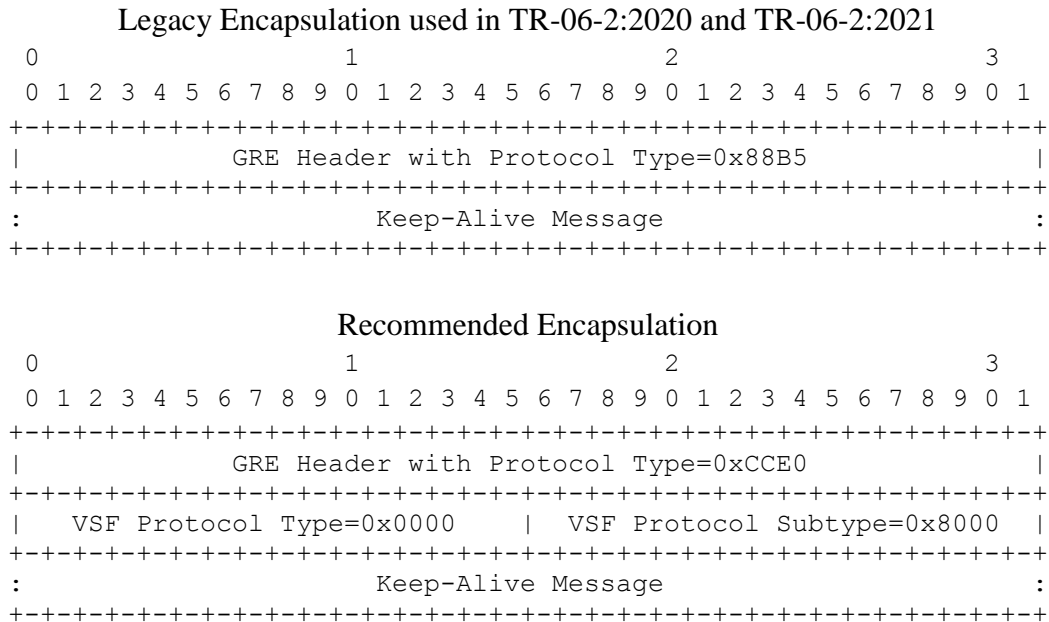 Legacy Encapsulation used in TR-06-2:2020 and TR-06-2:2021
 0                   1                   2                   3
 0 1 2 3 4 5 6 7 8 9 0 1 2 3 4 5 6 7 8 9 0 1 2 3 4 5 6 7 8 9 0 1
+-+-+-+-+-+-+-+-+-+-+-+-+-+-+-+-+-+-+-+-+-+-+-+-+-+-+-+-+-+-+-+-+
|             GRE Header with Protocol Type=0x88B5              |
+-+-+-+-+-+-+-+-+-+-+-+-+-+-+-+-+-+-+-+-+-+-+-+-+-+-+-+-+-+-+-+-+
:                      Keep-Alive Message                       :
+-+-+-+-+-+-+-+-+-+-+-+-+-+-+-+-+-+-+-+-+-+-+-+-+-+-+-+-+-+-+-+-+
Recommended Encapsulation
 0                   1                   2                   3
 0 1 2 3 4 5 6 7 8 9 0 1 2 3 4 5 6 7 8 9 0 1 2 3 4 5 6 7 8 9 0 1
+-+-+-+-+-+-+-+-+-+-+-+-+-+-+-+-+-+-+-+-+-+-+-+-+-+-+-+-+-+-+-+-+
|             GRE Header with Protocol Type=0xCCE0              |
+-+-+-+-+-+-+-+-+-+-+-+-+-+-+-+-+-+-+-+-+-+-+-+-+-+-+-+-+-+-+-+-+
|   VSF Protocol Type=0x0000    |  VSF Protocol Subtype=0x8000  |
+-+-+-+-+-+-+-+-+-+-+-+-+-+-+-+-+-+-+-+-+-+-+-+-+-+-+-+-+-+-+-+-+
:                      Keep-Alive Message                       :
+-+-+-+-+-+-+-+-+-+-+-+-+-+-+-+-+-+-+-+-+-+-+-+-+-+-+-+-+-+-+-+-+